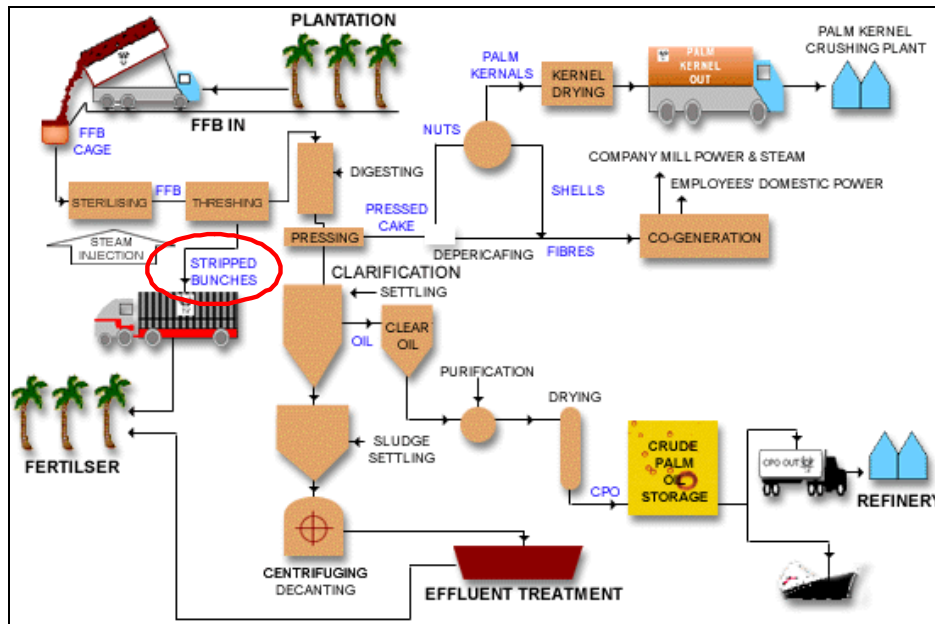 PLANTATION
FFB IN
FFB
CAGE
STERILISING
FFB
THRESHING
STEAM
INJECTION
STRIPPED
BUNCHES
DIGESTING
PRESSING
PRESSED
CAKE
NUTS
PALM
KERNALS
KERNEL
DRYING
PALM
KERNEL
OUT
PALM KERNEL
CRUSHING PLANT
COMPANY MILL POWER & STEAM
EMPLOYEES' DOMESTIC POWER
SHELLS
DEPERICAFING
FIBRES
CO-GENERATION
CLARIFICATION
SETTLING
OIL
CLEAR
OIL
PURIFICATION
DRYING
SLUDGE
SETTLING
CPO
CRUDE
PALM
OIL
STORAGE
CPO OUT
REFINERY
FERTILSER
CENTRIFUGING
DECANTING
EFFLUENT TREATMENT